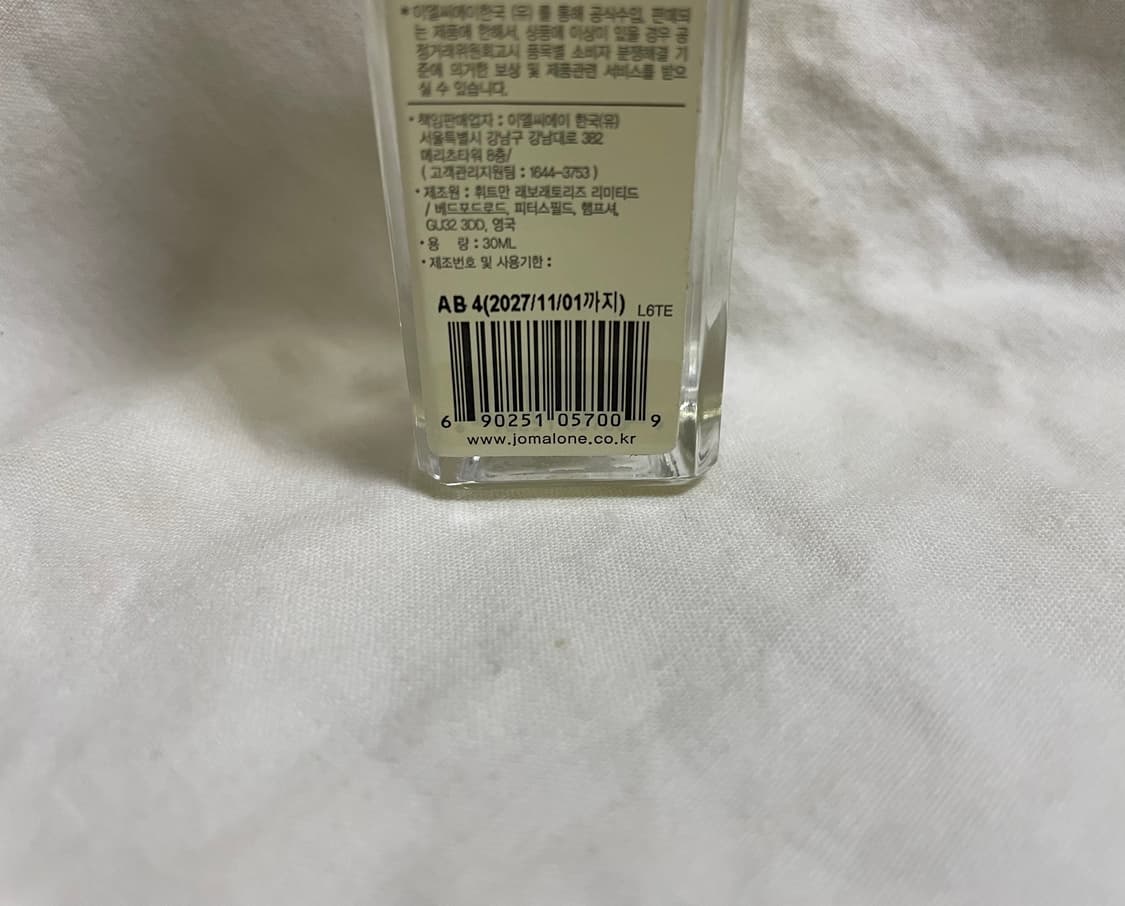 * 이엘씨에이한국 (유) 를 통해 공식수입, 판매되
는 제품에 한해서, 상품에 이상이 있을 경우 공
정거래위원회고시 품목별 소비자 분쟁해결 기
준에 의거한 보상 및 제품관련 서비스를 받으
실 수 있습니다.
• 책임판매업자 : 이엘씨에이 한국(유)
서울특별시 강남구 강남대로 382
메리츠타워 8층/
( 고객관리지원팀 : 1644-3753 )
• 제조원 : 휘트만 래보래토리즈 리미티드
/ 베드포드로드, 피터스필드, 햄프셔,
GU32 3DD, 영국
• 용 량 : 30ML
• 제조번호 및 사용기한 :
AB 4(2027/11/01까지) L6TE
6 90251 05700 9
www.jomalone.co.kr